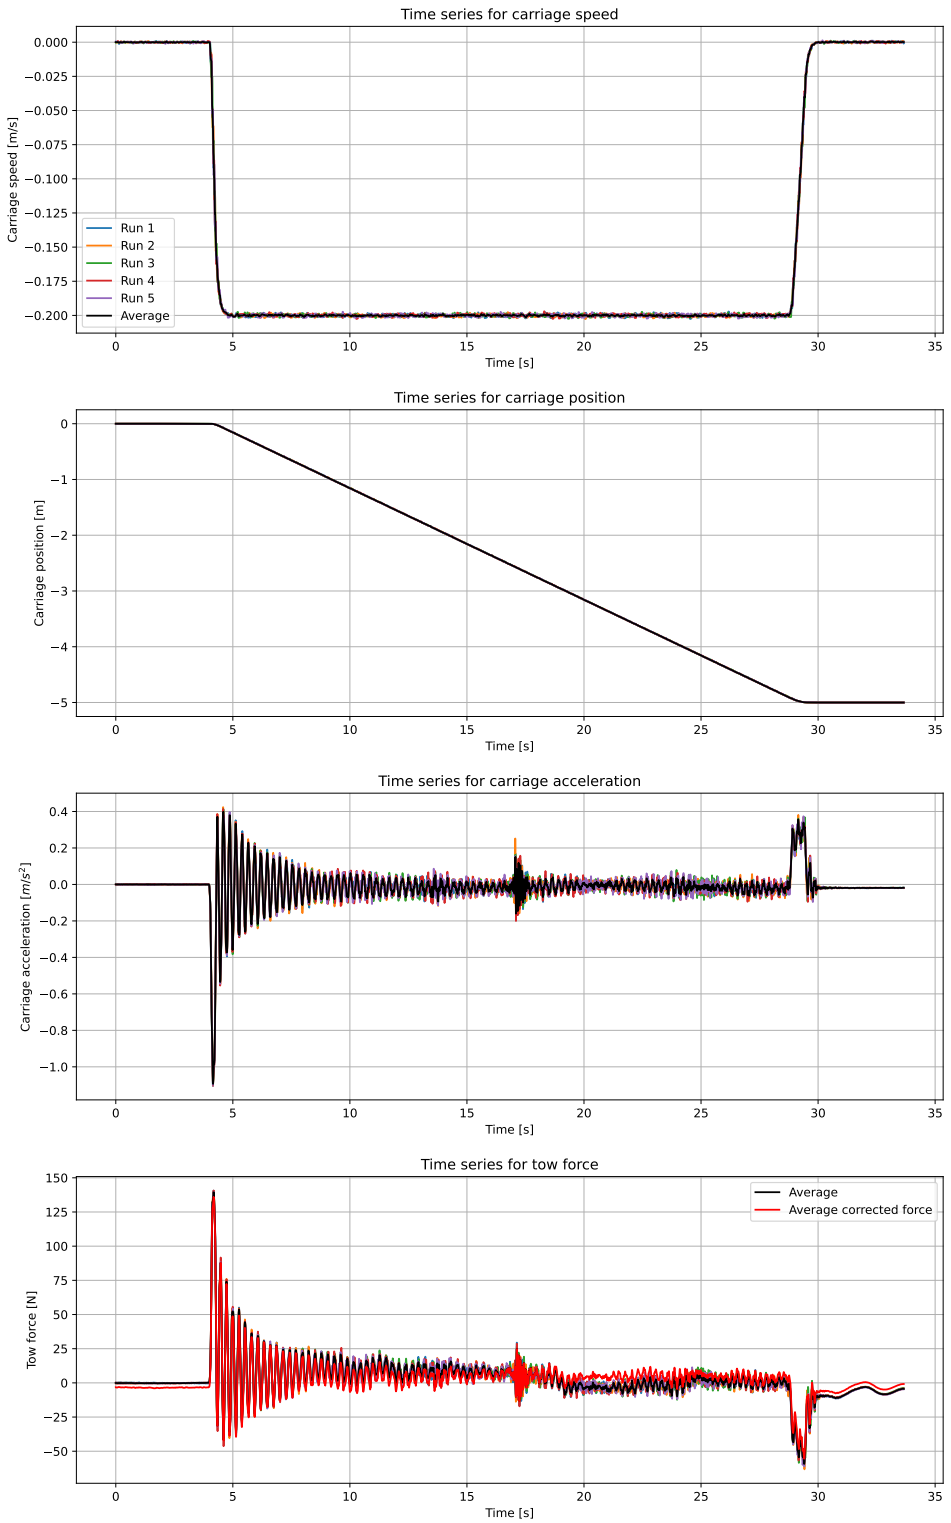 Time series for carriage speed
0.000
−0.025
−0.050
−0.075
−0.100
−0.125
−0.150
−0.175
−0.200
Carriage speed [m/s]
Run 1
Run 2
Run 3
Run 4
Run 5
Average
0 5 10 15 20 25 30 35
Time [s]
Time series for carriage position
0
−1
−2
−3
−4
−5
Carriage position [m]
0 5 10 15 20 25 30 35
Time [s]
Time series for carriage acceleration
0.4
0.2
0.0
−0.2
−0.4
−0.6
−0.8
−1.0
Carriage acceleration [m/s²]
0 5 10 15 20 25 30 35
Time [s]
Time series for tow force
150
125
100
75
50
25
0
−25
−50
Tow force [N]
Average
Average corrected force
0 5 10 15 20 25 30 35
Time [s]